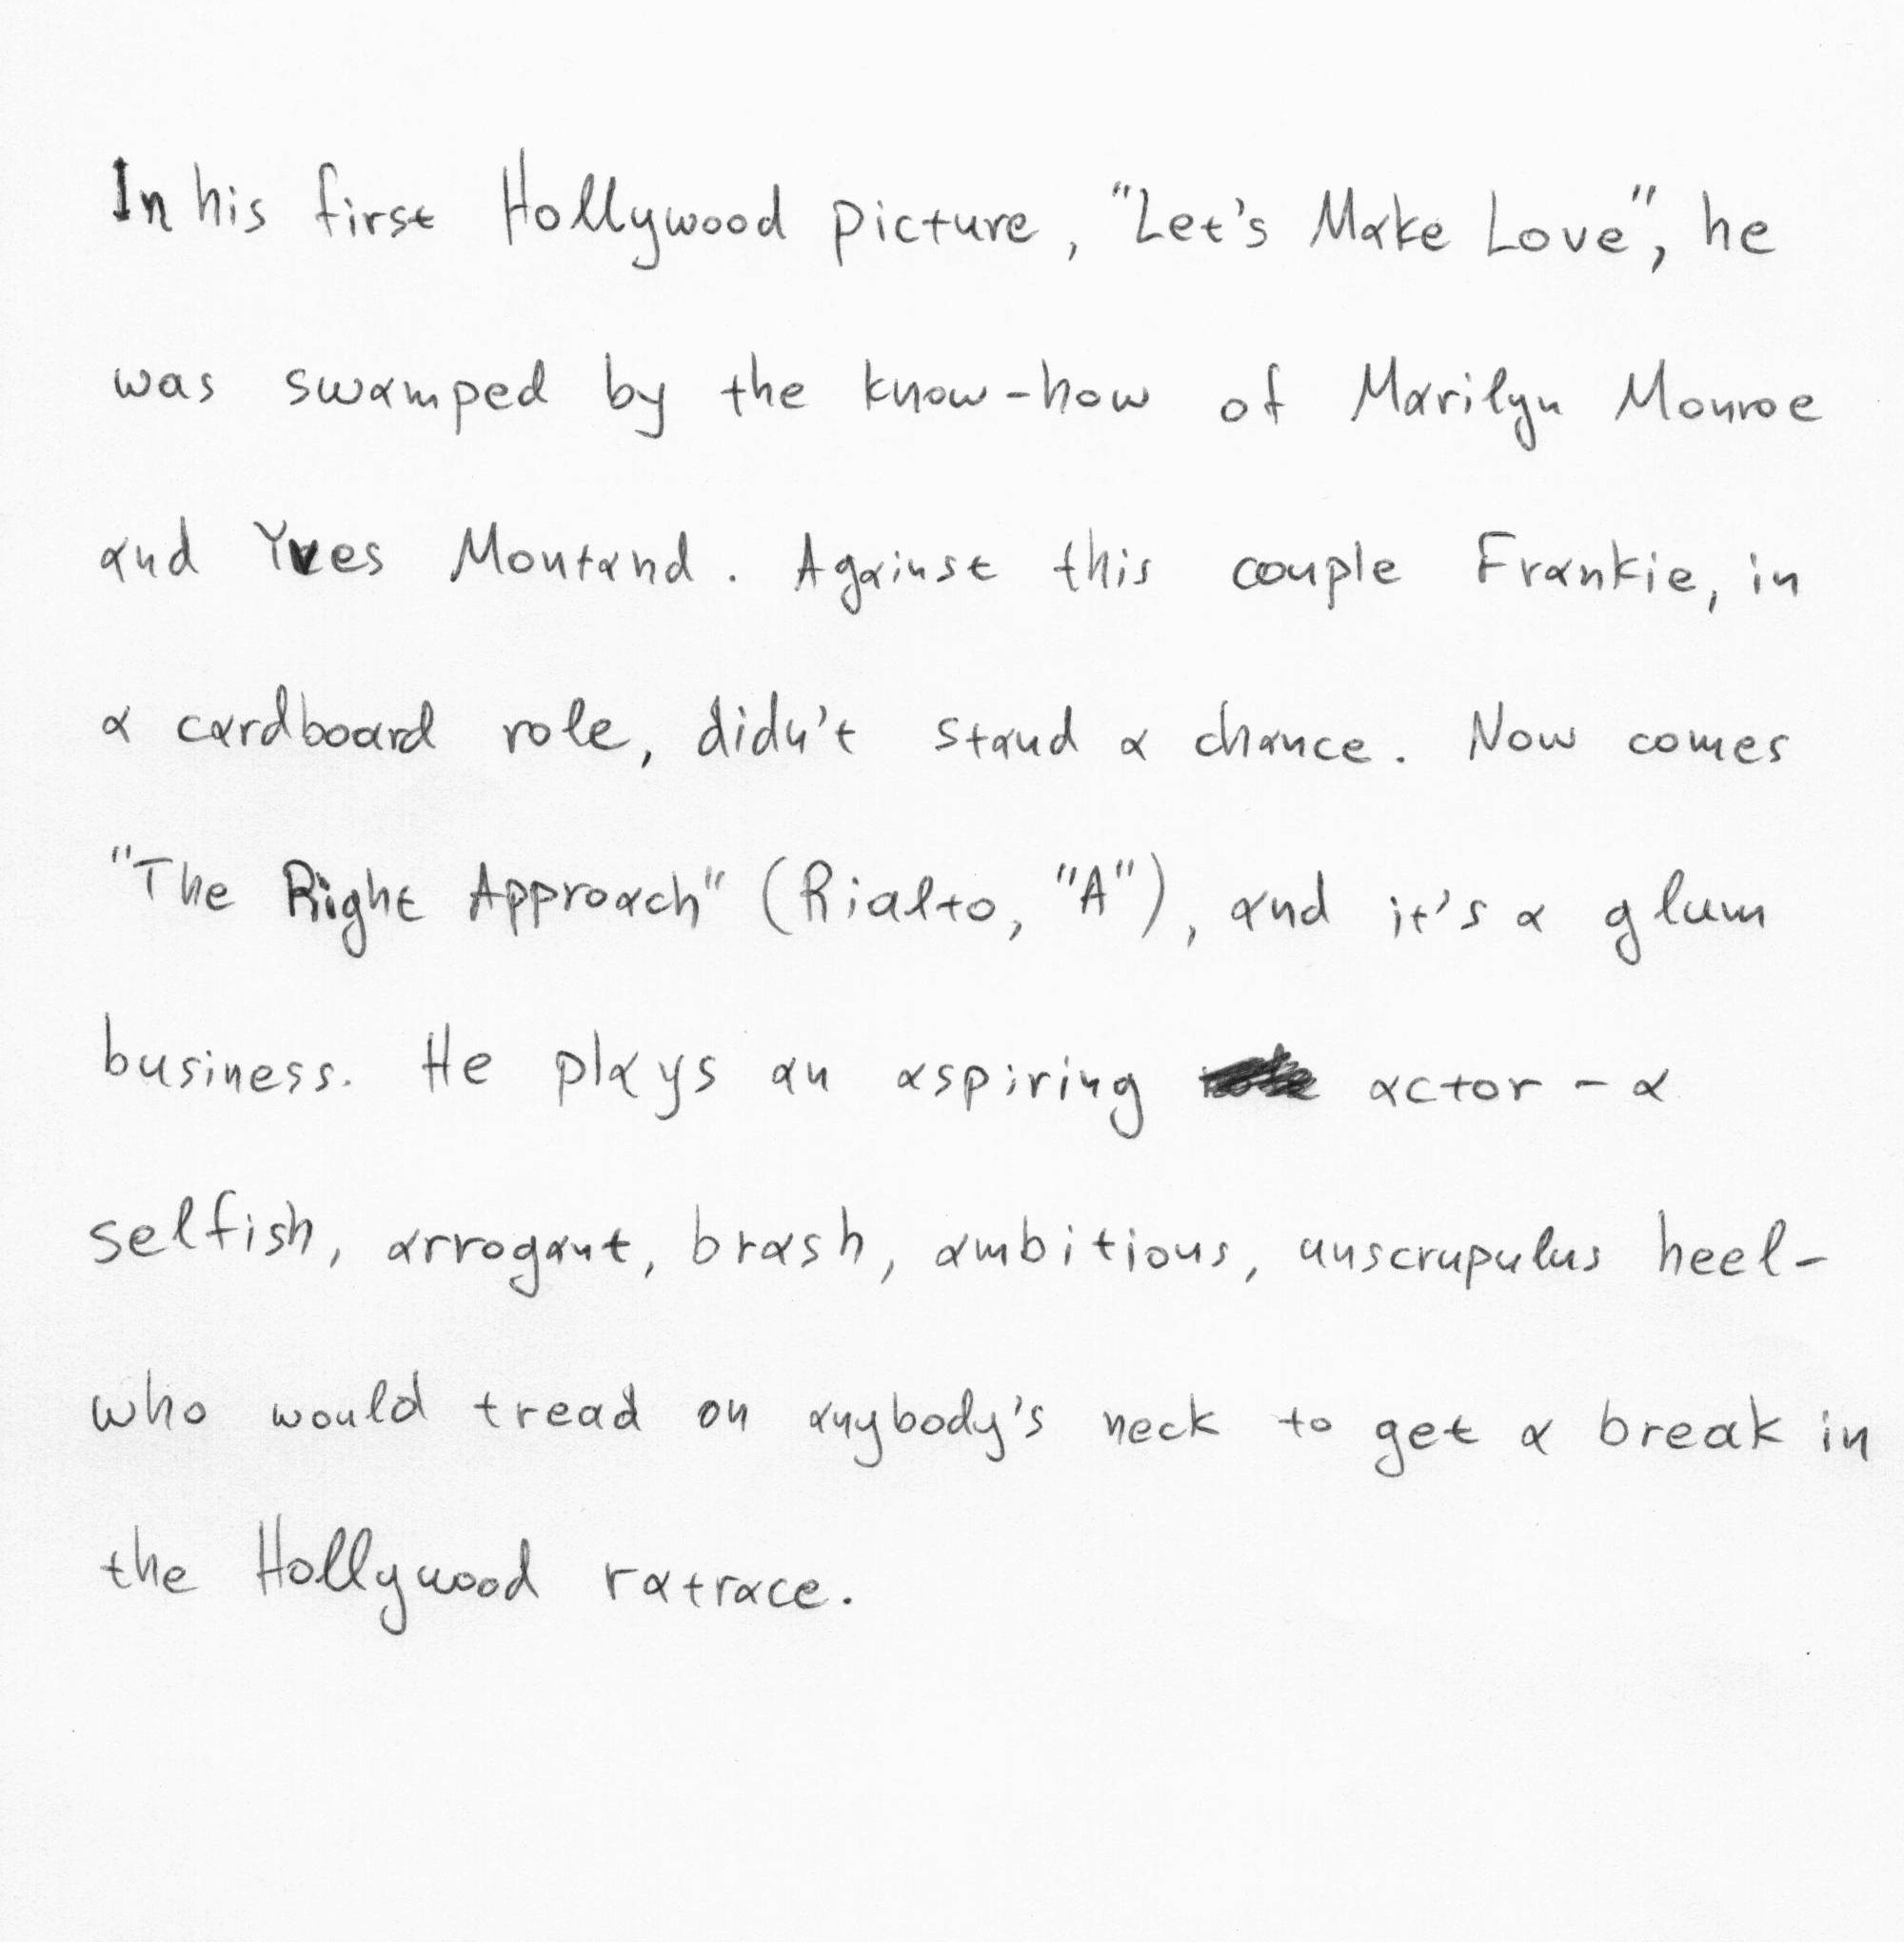 In his first Hollywood picture, "Let's Make Love", he
was swamped by the know-how of Marilyn Monroe
and Yves Montand. Against this couple Frankie, in
a cardboard role, didn't stand a chance. Now comes
"The Right Approach" (Rialto, "A"), and it's a glum
business. He plays an aspiring actor - a
selfish, arrogant, brash, ambitious, unscrupulus heel-
who would tread on anybody's neck to get a break in
the Hollywood ratrace.